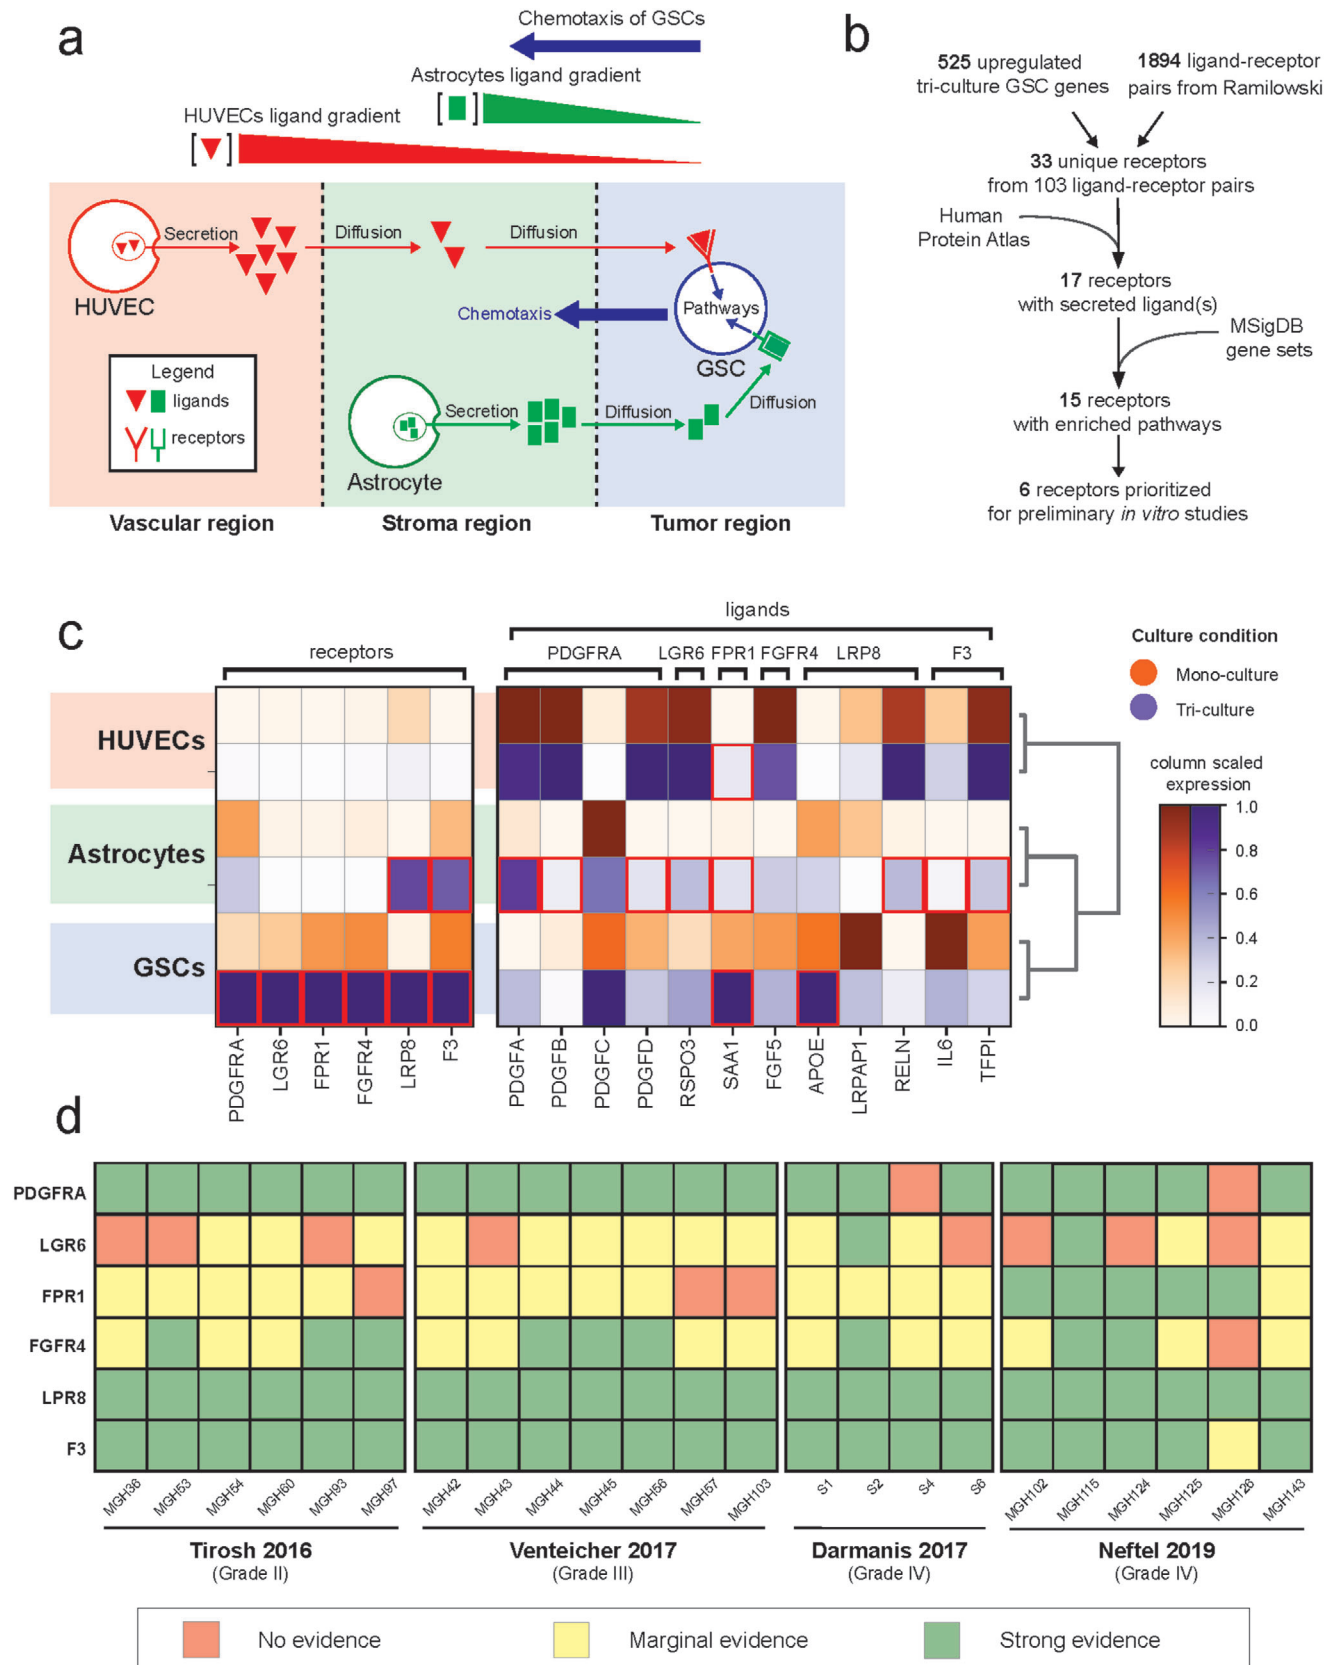 a
Chemotaxis of GSCs
Astrocytes ligand gradient
[ ]
HUVECs ligand gradient
[ ]
Secretion
Diffusion
Diffusion
HUVEC
Chemotaxis
Pathways
GSC
Legend
ligands
receptors
Secretion
Diffusion
Diffusion
Astrocyte
Vascular region
Stroma region
Tumor region
b
525 upregulated
tri-culture GSC genes
1894 ligand-receptor
pairs from Ramilowski
33 unique receptors
from 103 ligand-receptor pairs
Human
Protein Atlas
17 receptors
with secreted ligand(s)
MSigDB
gene sets
15 receptors
with enriched pathways
6 receptors prioritized
for preliminary in vitro studies
c
ligands
receptors
PDGFRA
LGR6
FPR1
FGFR4
LRP8
F3
HUVECs
Astrocytes
GSCs
PDGFRA
LGR6
FPR1
FGFR4
LRP8
F3
PDGFA
PDGFB
PDGFC
PDGFD
RSPO3
SAA1
FGF5
APOE
LRPAP1
RELN
IL6
TFPI
Culture condition
Mono-culture
Tri-culture
column scaled
expression
1.0
0.8
0.6
0.4
0.2
0.0
d
PDGFRA
LGR6
FPR1
FGFR4
LPR8
F3
MGH36
MGH53
MGH54
MGH60
MGH93
MGH97
MGH42
MGH43
MGH44
MGH45
MGH56
MGH57
MGH103
S1
S2
S4
S6
MGH102
MGH115
MGH124
MGH125
MGH126
MGH143
Tirosh 2016
(Grade II)
Venteicher 2017
(Grade III)
Darmanis 2017
(Grade IV)
Neftel 2019
(Grade IV)
No evidence
Marginal evidence
Strong evidence